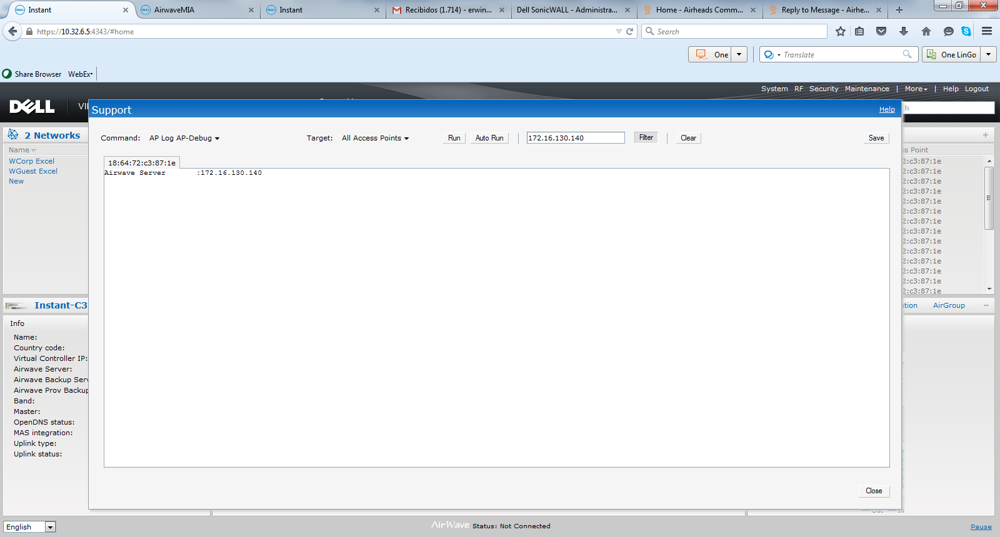 Instant
AirwaveMIA
Instant
Recibidos (1.714) - erwin...
Dell SonicWALL - Administra...
Home - Airheads Comm...
Reply to Message - Airhe...
https://10.32.6.5:4343/#home
Search
One
Translate
One LinGo
Share Browser WebEx
System RF Security Maintenance | More | Help Logout
DELL
Support
Help
2 Networks
Command: AP Log AP-Debug Target: All Access Points Run Auto Run | 172.16.130.140 Filter | Clear Save
Name
WCorp Excel
WGuest Excel
New
18:64:72:c3:87:1e
Airwave Server :172.16.130.140
ss Point
2:c3:87:1e
2:c3:87:1e
2:c3:87:1e
2:c3:87:1e
2:c3:87:1e
2:c3:87:1e
2:c3:87:1e
2:c3:87:1e
2:c3:87:1e
2:c3:87:1e
2:c3:87:1e
2:c3:87:1e
2:c3:87:1e
2:c3:87:1e
Instant-C3
ation AirGroup
Info
Name:
Country code:
Virtual Controller IP:
Airwave Server:
Airwave Backup Serv
Airwave Prov Backup
Band:
Master:
OpenDNS status:
MAS integration:
Uplink type:
Uplink status:
Close
Out In
English
AirWave Status: Not Connected
Pause